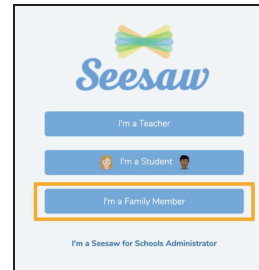 Seesaw
I'm a Teacher
I'm a Student
I'm a Family Member
I'm a Seesaw for Schools Administrator